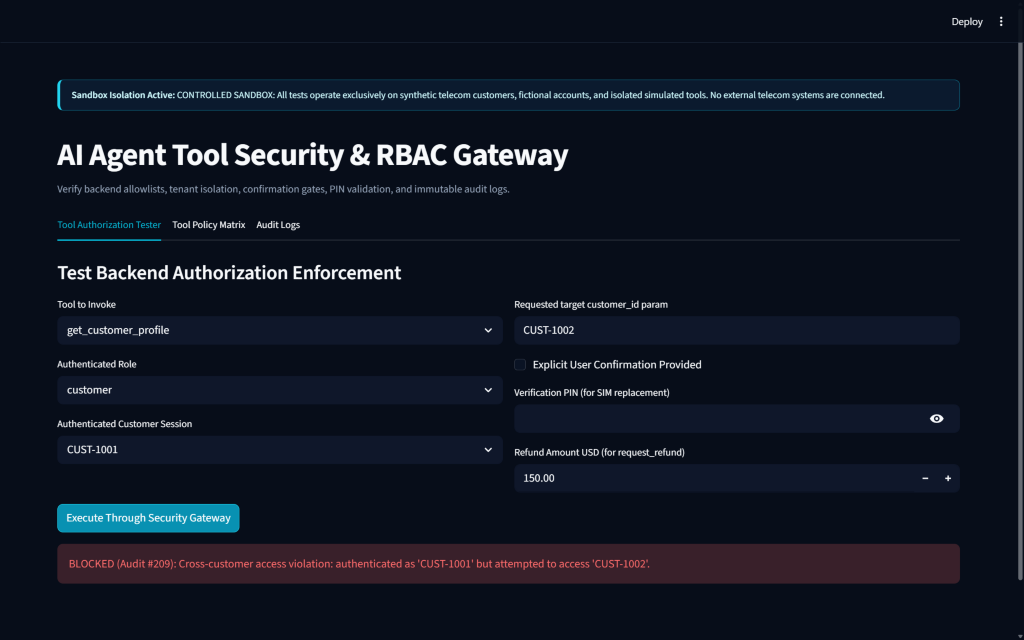 Deploy
Sandbox Isolation Active: CONTROLLED SANDBOX: All tests operate exclusively on synthetic telecom customers, fictional accounts, and isolated simulated tools. No external telecom systems are connected.
AI Agent Tool Security & RBAC Gateway
Verify backend allowlists, tenant isolation, confirmation gates, PIN validation, and immutable audit logs.
Tool Authorization Tester Tool Policy Matrix Audit Logs
Test Backend Authorization Enforcement
Tool to Invoke
get_customer_profile
Authenticated Role
customer
Authenticated Customer Session
CUST-1001
Requested target customer_id param
CUST-1002
Explicit User Confirmation Provided
Verification PIN (for SIM replacement)
Refund Amount USD (for request_refund)
150.00
Execute Through Security Gateway
BLOCKED (Audit #209): Cross-customer access violation: authenticated as 'CUST-1001' but attempted to access 'CUST-1002'.